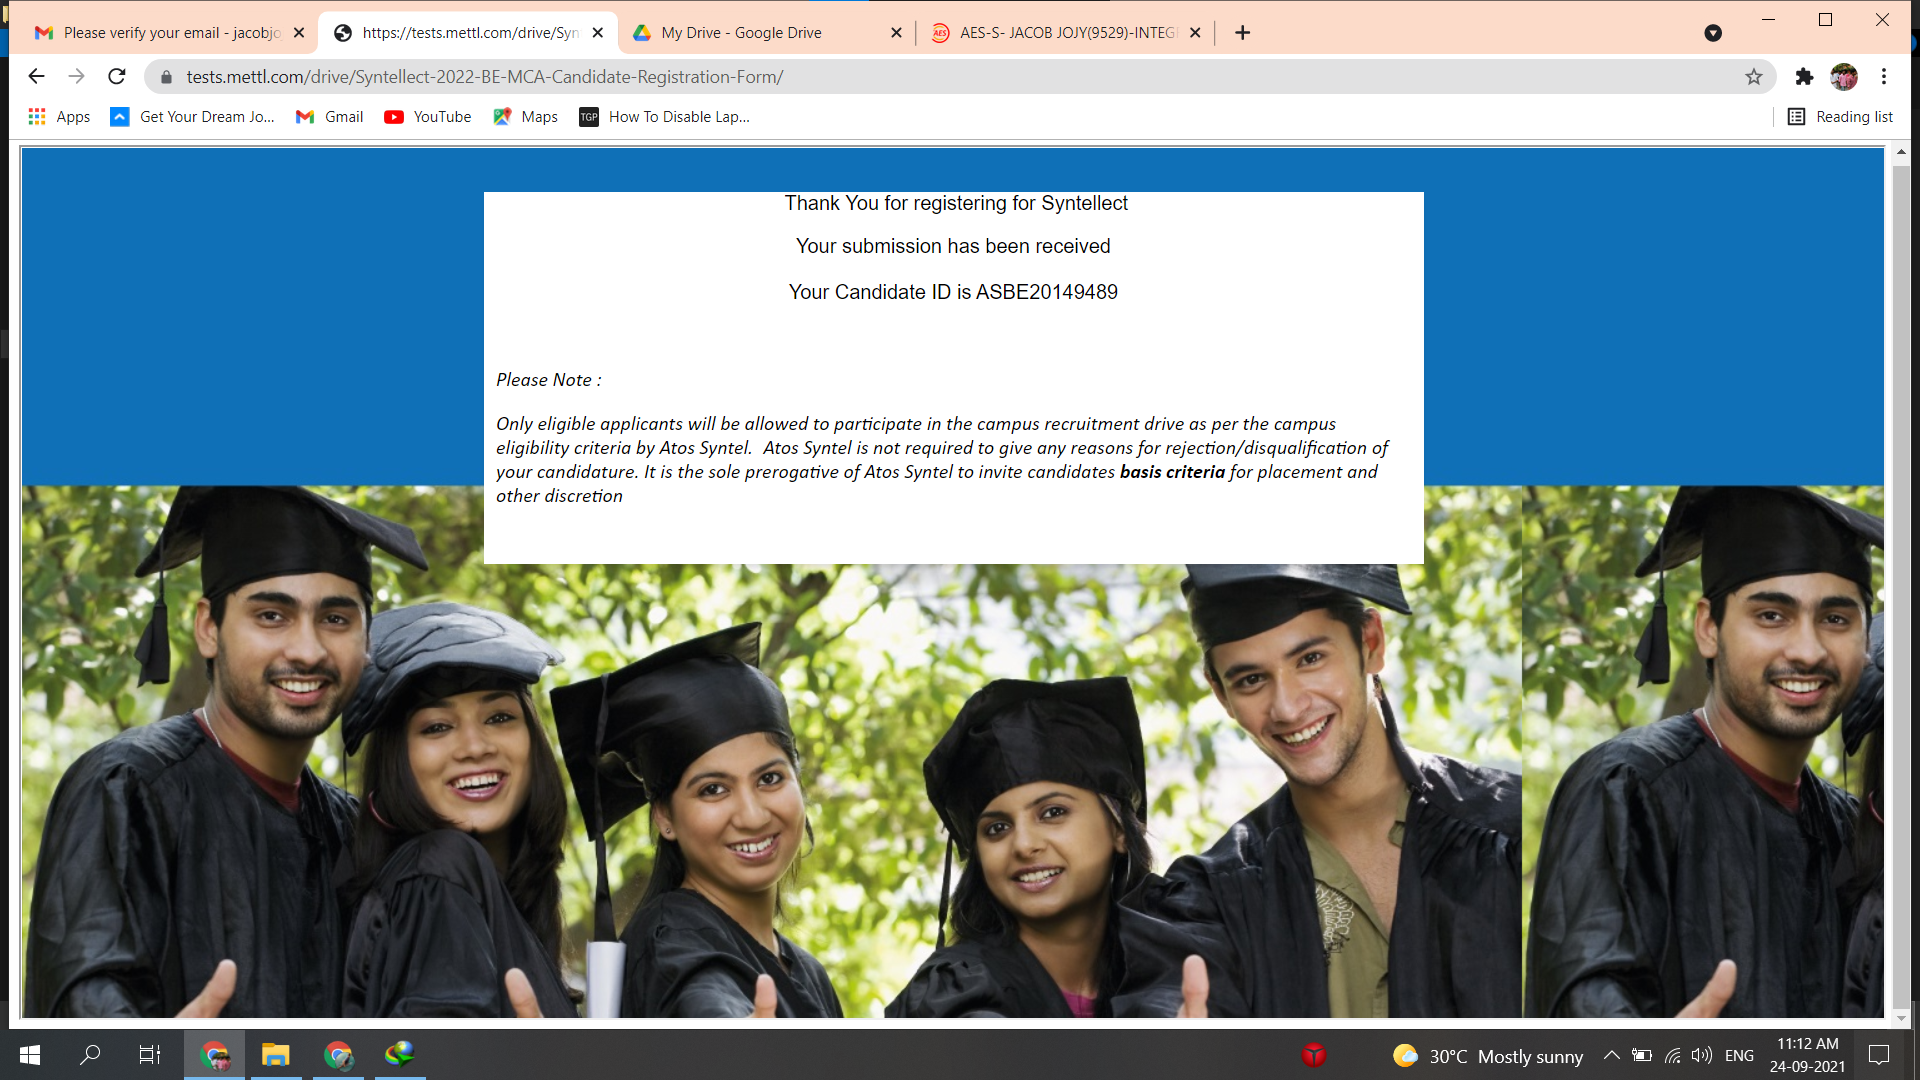 Please verify your email - jacobjo
https://tests.mettl.com/drive/Syn
My Drive - Google Drive
AES
AES-S- JACOB JOJY(9529)-INTEG
tests.mettl.com/drive/Syntellect-2022-BE-MCA-Candidate-Registration-Form/
Apps
Get Your Dream Jo...
Gmail
YouTube
Maps
TGP
How To Disable Lap...
Reading list
Thank You for registering for Syntellect
Your submission has been received
Your Candidate ID is ASBE20149489
Please Note :
Only eligible applicants will be allowed to participate in the campus recruitment drive as per the campus
eligibility criteria by Atos Syntel.  Atos Syntel is not required to give any reasons for rejection/disqualification of
your candidature. It is the sole prerogative of Atos Syntel to invite candidates basis criteria for placement and
other discretion
30°C Mostly sunny
ENG
11:12 AM
24-09-2021